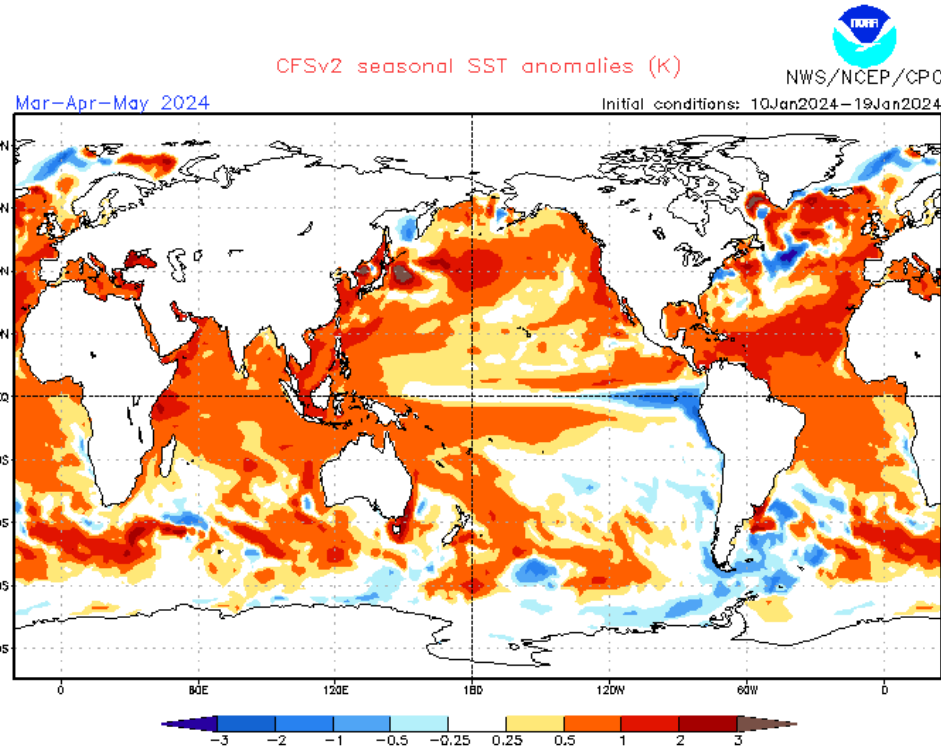 NOAA
CFSv2 seasonal SST anomalies (K)
NWS/NCEP/CPC
Mar-Apr-May 2024
Initial conditions: 10Jan2024-19Jan2024
N
N
N
N
Q
S
S
S
S
0
60E
120E
180
120W
60W
0
-3 -2 -1 -0.5 -0.25 0.25 0.5 1 2 3